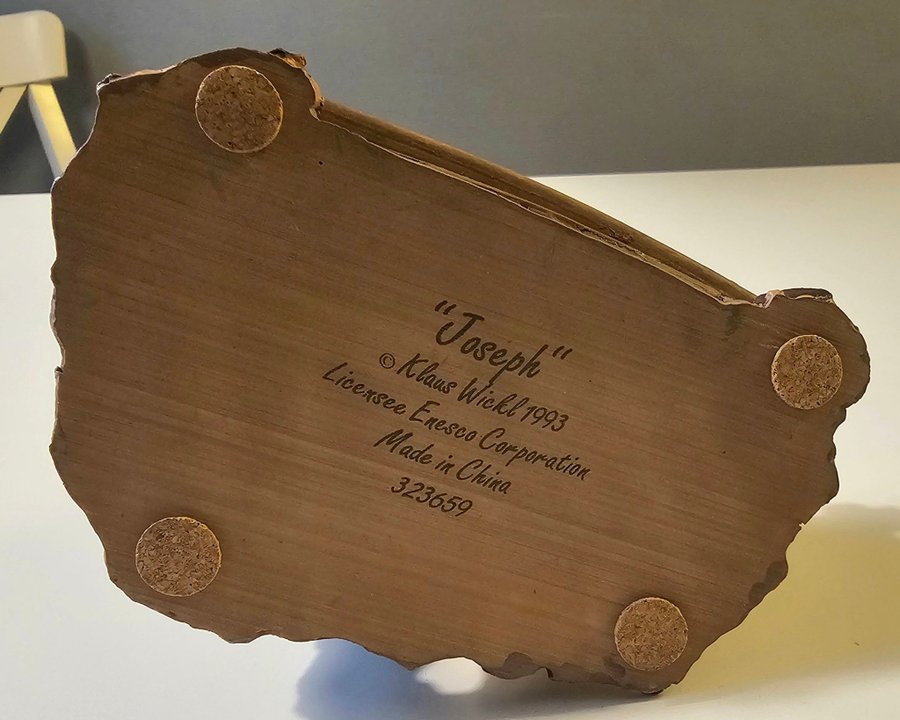 “Joseph“
© Klaus Wickl 1993
Licensee Enesco Corporation
Made in China
323659